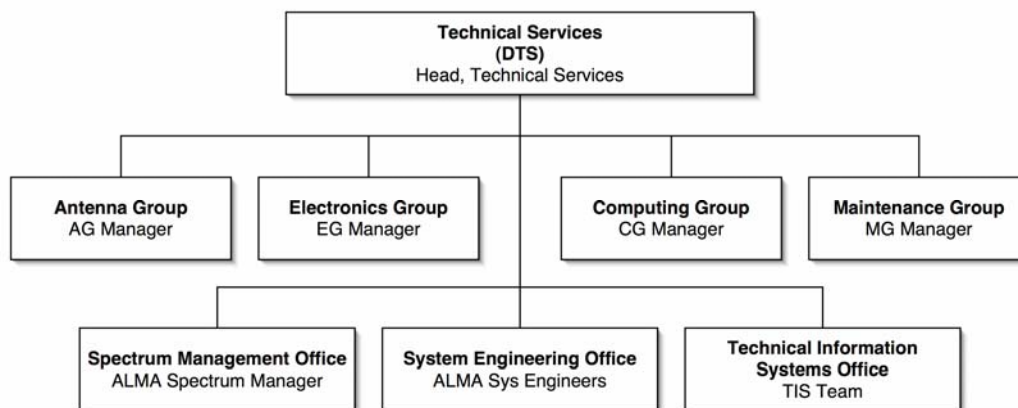 Technical Services
(DTS)
Head, Technical Services
Antenna Group
AG Manager
Electronics Group
EG Manager
Computing Group
CG Manager
Maintenance Group
MG Manager
Spectrum Management Office
ALMA Spectrum Manager
System Engineering Office
ALMA Sys Engineers
Technical Information
Systems Office
TIS Team